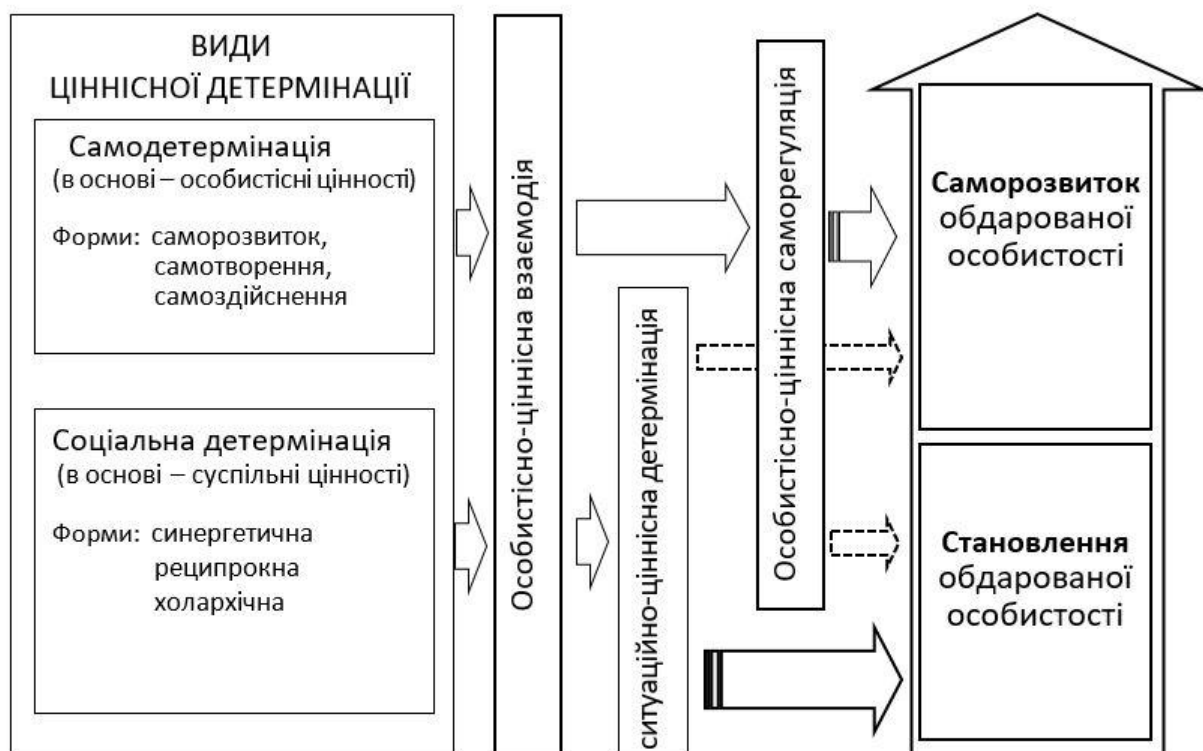 ВИДИ
ЦІННІСНОЇ ДЕТЕРМІНАЦІЇ
Самодетермінація
(в основі – особистісні цінності)
Форми: саморозвиток,
самотворення,
самоздійснення
Соціальна детермінація
(в основі – суспільні цінності)
Форми: синергетична
реципрокна
холархічна
Особистісно-ціннісна взаємодія
ситуаційно-ціннісна детермінація
Особистісно-ціннісна саморегуляція
Саморозвиток
обдарованої
особистості
Становлення
обдарованої
особистості